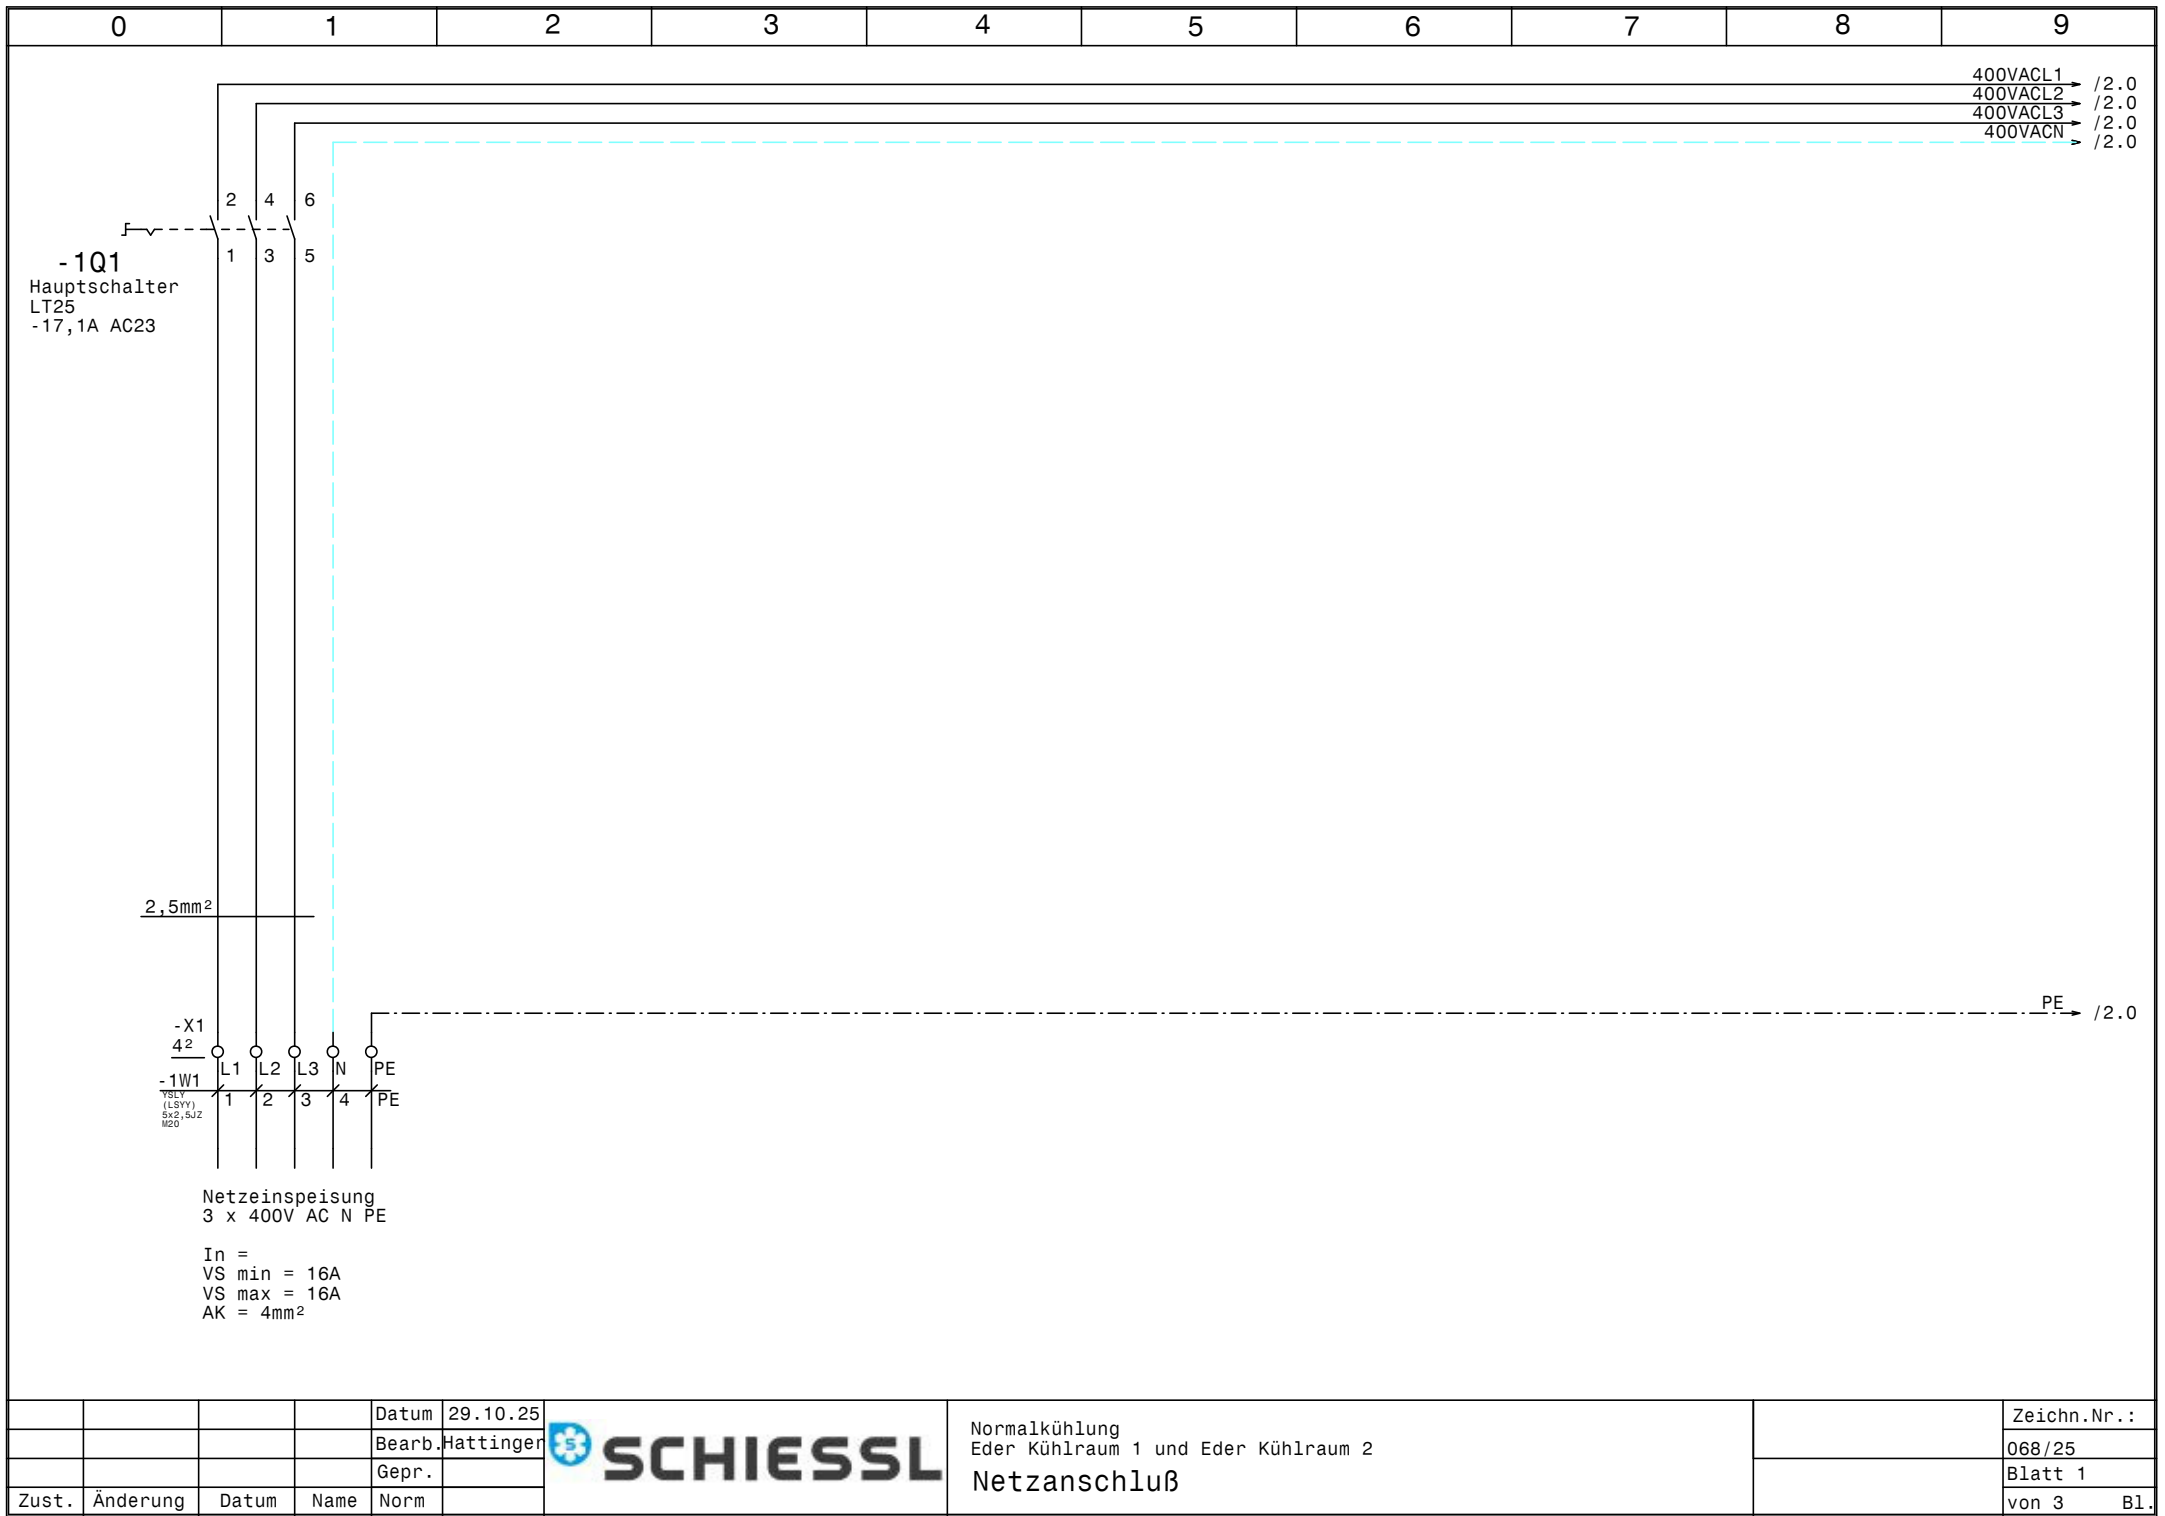 0 1 2 3 4 5 6 7 8 9
400VACL1 /2.0
400VACL2 /2.0
400VACL3 /2.0
400VACN /2.0
2 4 6
1 3 5
-1Q1
Hauptschalter
LT25
-17,1A AC23
2,5mm²
PE /2.0
-X1
4²
L1 L2 L3 N PE
-1W1
1 2 3 4 PE
YSLY
(LSYY)
5x2,5JZ
M20
Netzeinspeisung
3 x 400V AC N PE
In =
VS min = 16A
VS max = 16A
AK = 4mm²
Datum 29.10.25
Bearb. Hattinger
Gepr.
Zust. Änderung Datum Name Norm
S SCHIESSL
Normalkühlung
Eder Kühlraum 1 und Eder Kühlraum 2
Netzanschluß
Zeichn.Nr.:
068/25
Blatt 1
von 3 Bl.